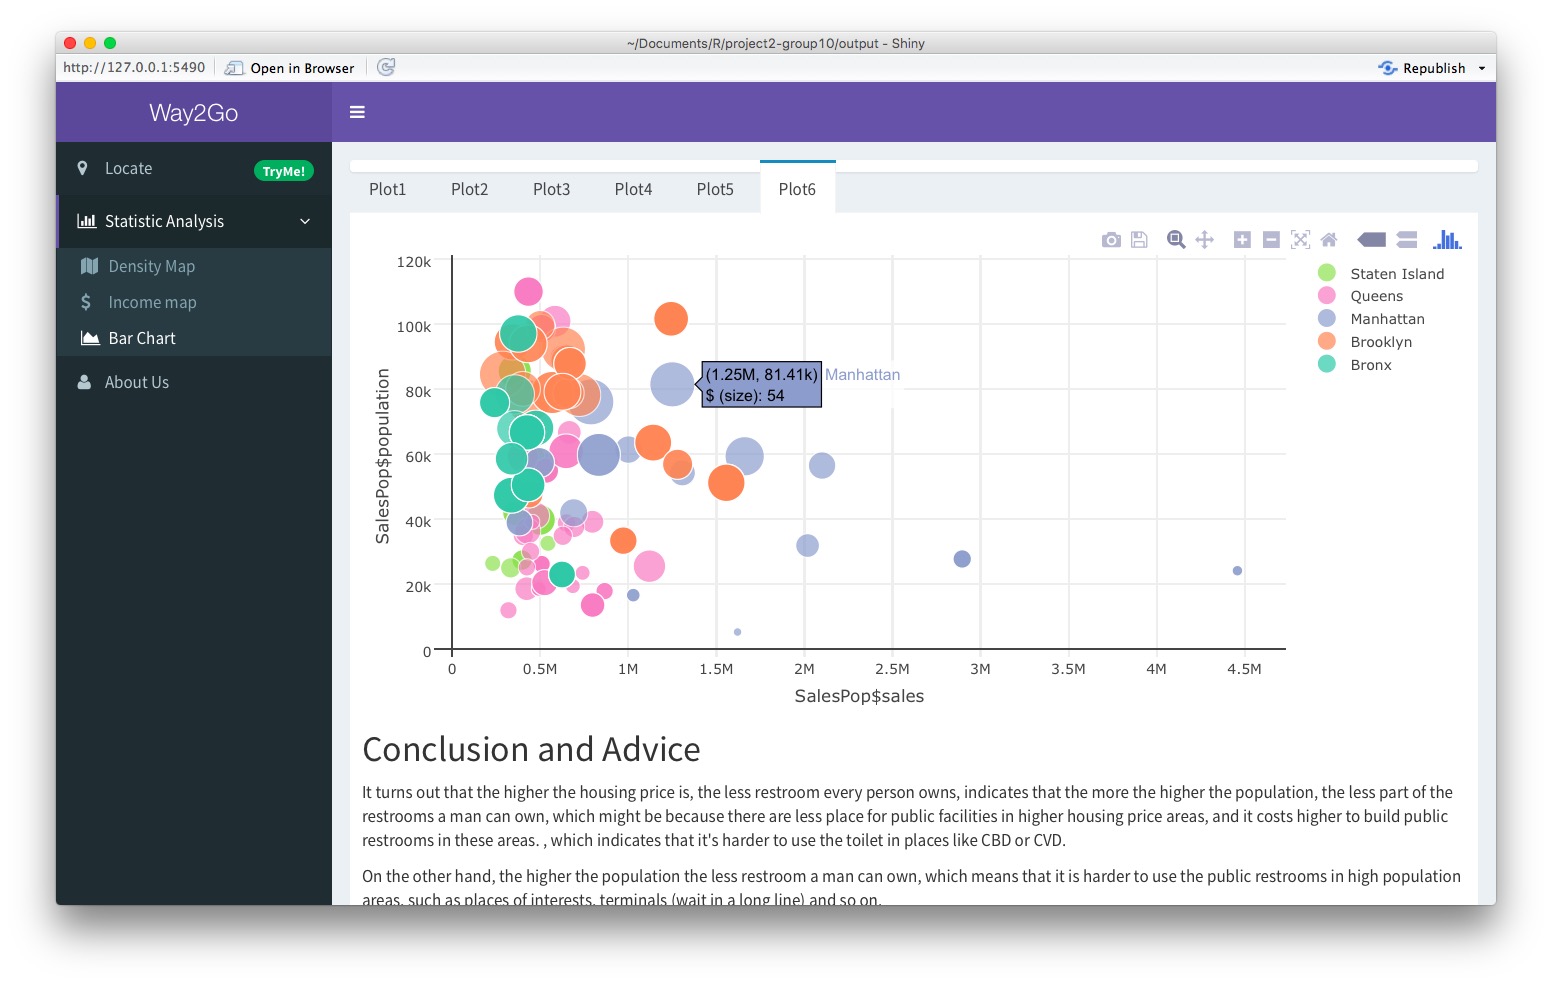 ~/Documents/R/project2-group10/output - Shiny
http://127.0.0.1:5490 Open in Browser Republish
Way2Go
Locate TryMe!
Statistic Analysis
Density Map
Income map
Bar Chart
About Us
Plot1 Plot2 Plot3 Plot4 Plot5 Plot6
120k
100k
80k
60k
40k
20k
0
SalesPop$population
(1.25M, 81.41k) Manhattan
$ (size): 54
0 0.5M 1M 1.5M 2M 2.5M 3M 3.5M 4M 4.5M
SalesPop$sales
Staten Island
Queens
Manhattan
Brooklyn
Bronx
Conclusion and Advice
It turns out that the higher the housing price is, the less restroom every person owns, indicates that the more the higher the population, the less part of the
restrooms a man can own, which might be because there are less place for public facilities in higher housing price areas, and it costs higher to build public
restrooms in these areas. , which indicates that it's harder to use the toilet in places like CBD or CVD.
On the other hand, the higher the population the less restroom a man can own, which means that it is harder to use the public restrooms in high population
areas, such as places of interests, terminals (wait in a long line) and so on.